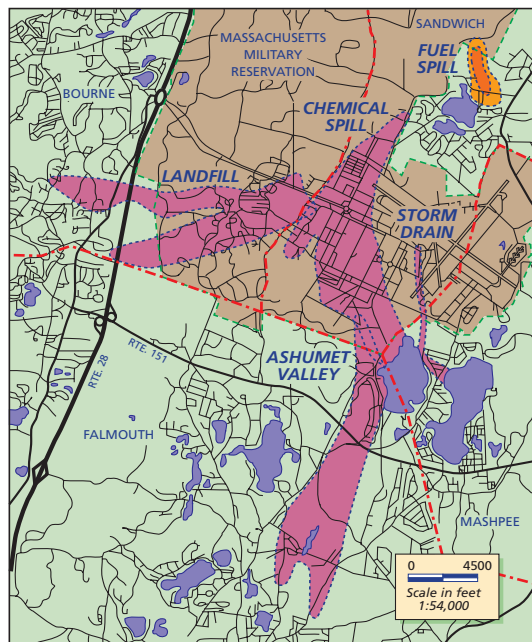 SANDWICH
MASSACHUSETTS
MILITARY
RESERVATION
FUEL
SPILL
BOURNE
CHEMICAL
SPILL
LANDFILL
STORM
DRAIN
ASHUMET
VALLEY
RTE. 151
RTE. 28
FALMOUTH
MASHPEE
0 4500
Scale in feet
1:54,000